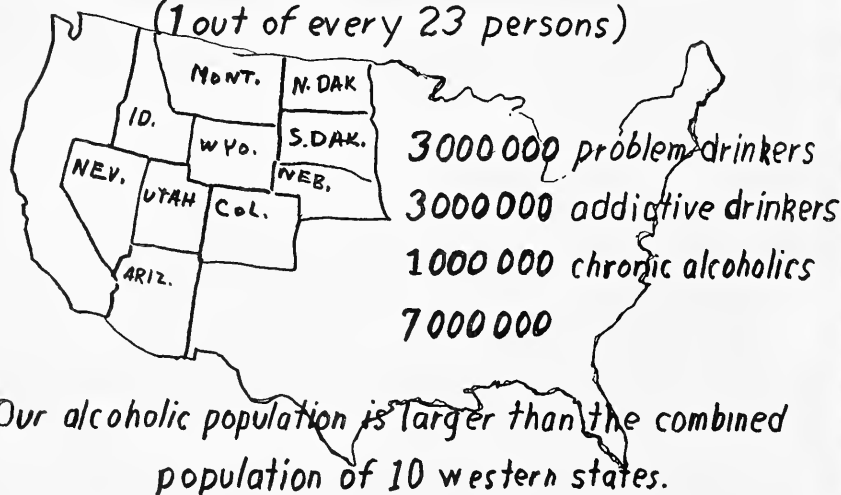 (1 out of every 23 persons)
MONT.
N. DAK
ID.
WYO.
S. DAK.
3000000 problem drinkers
NEV.
UTAH
COL.
NEB.
3000000 addictive drinkers
ARIZ.
1000000 chronic alcoholics
7000000
Our alcoholic population is larger than the combined
population of 10 western states.